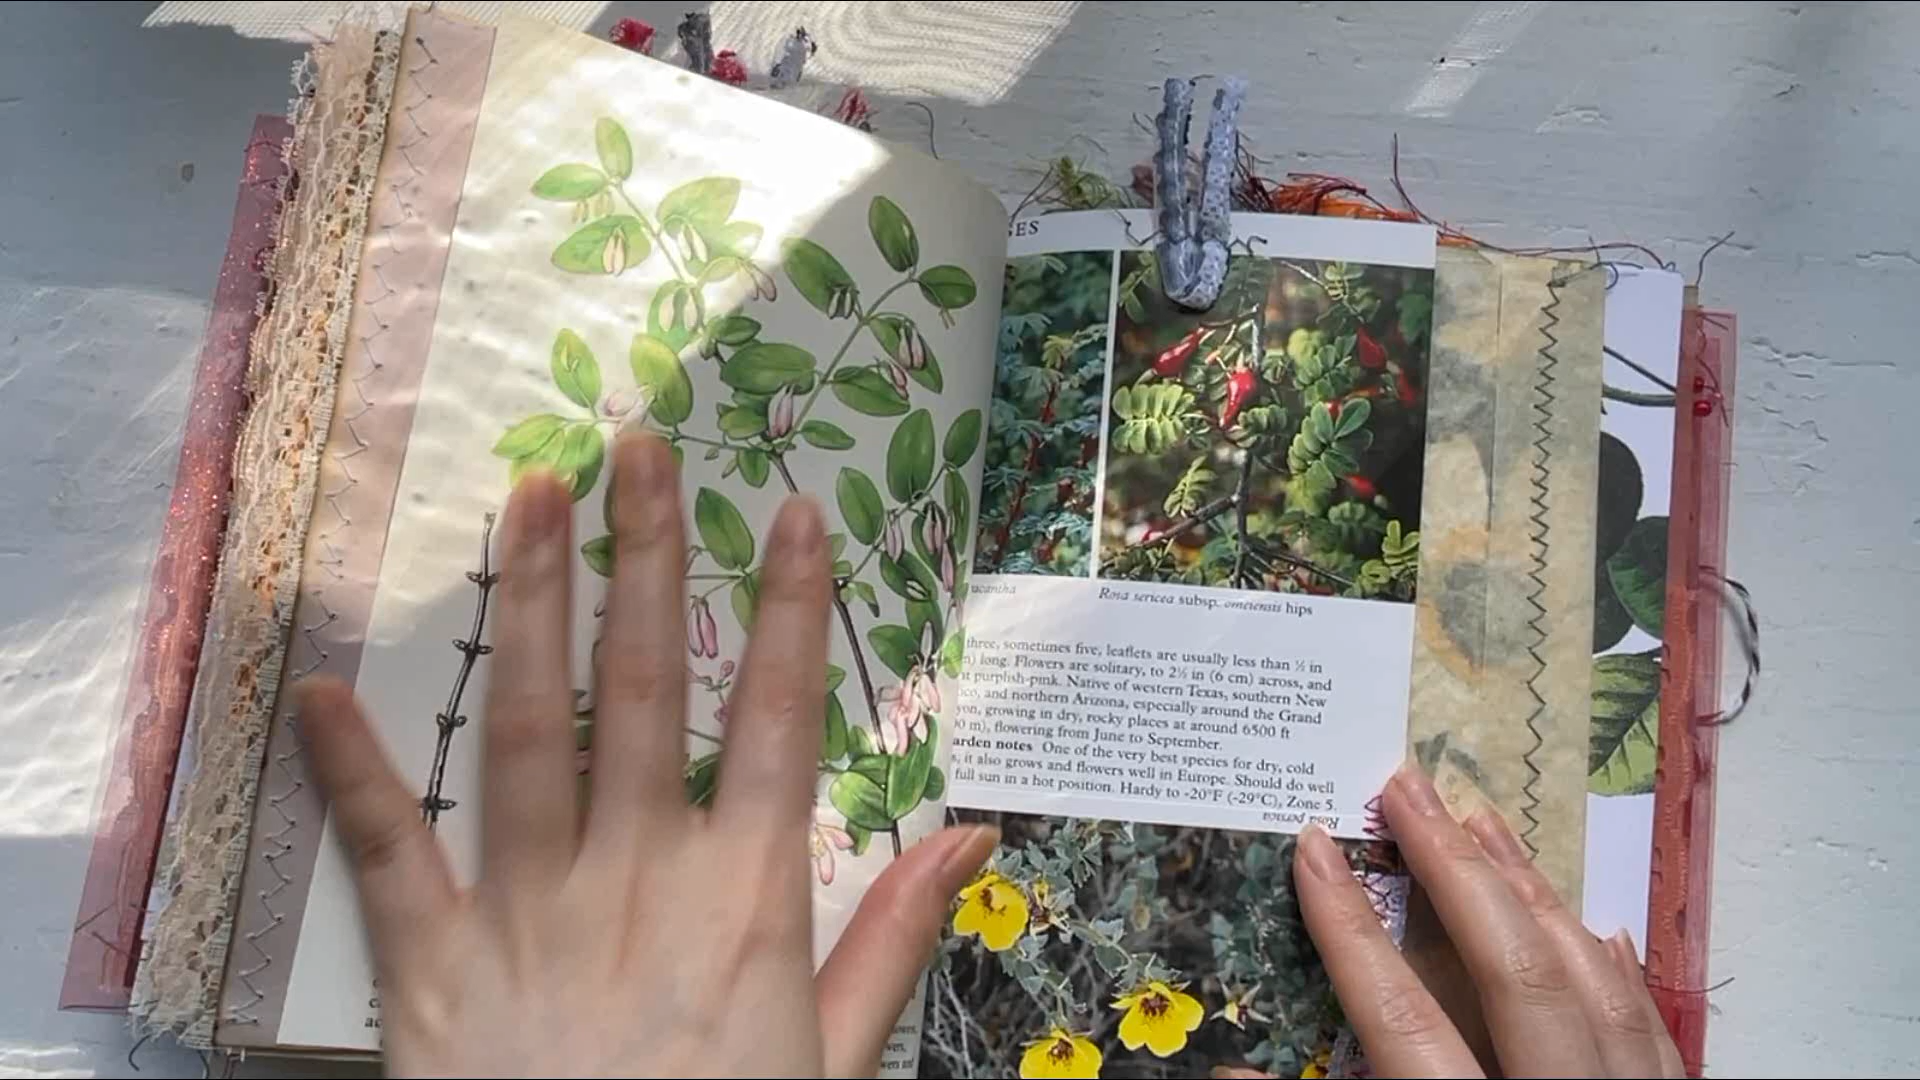 Rosa sericea subsp. omeiensis hips
three, sometimes five, leaflets are usually less than ½ in
long. Flowers are solitary, to 2½ in (6 cm) across, and
purplish-pink. Native of western Texas, southern New
and northern Arizona, especially around the Grand
growing in dry, rocky places at around 6500 ft
m), flowering from June to September.
arden notes One of the very best species for dry, cold
it also grows and flowers well in Europe. Should do well
full sun in a hot position. Hardy to -20°F (-29°C), Zone 5.
Rosa persica